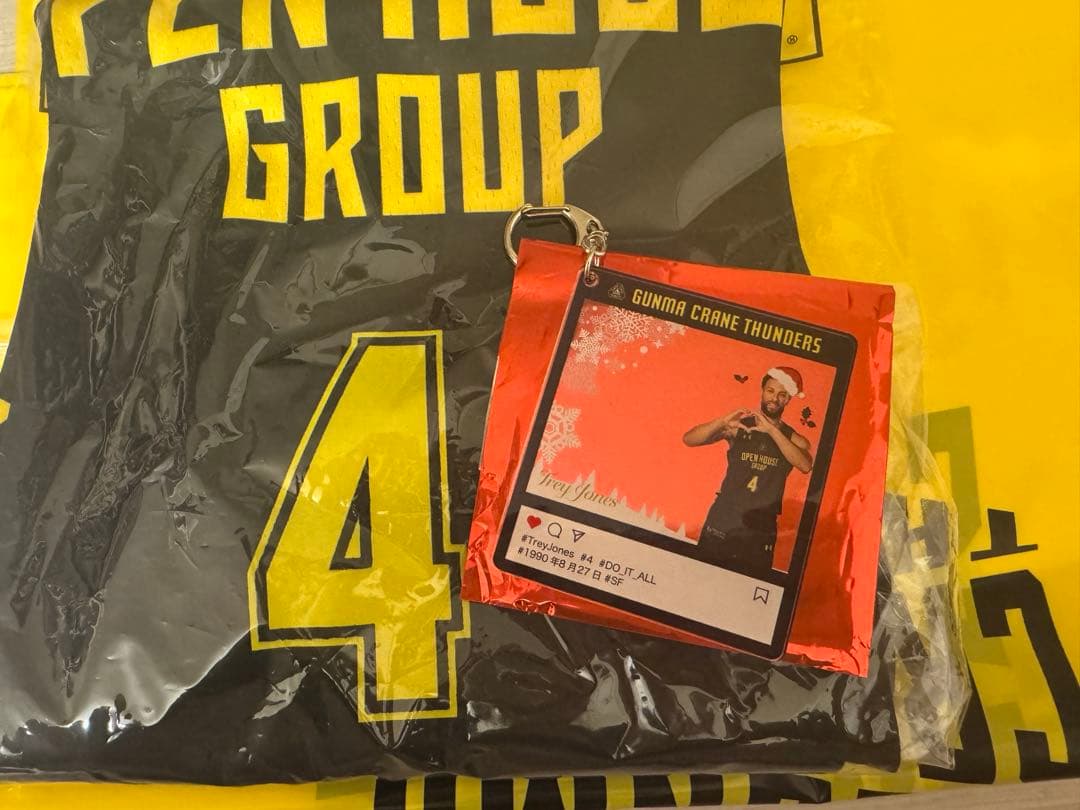 GROUP
4
GUNMA CRANE THUNDERS
OPEN HOUSE
GROUP
4
Trey Jones
#TreyJones #4 #DO_IT_ALL
#1990年8月27日 #SF